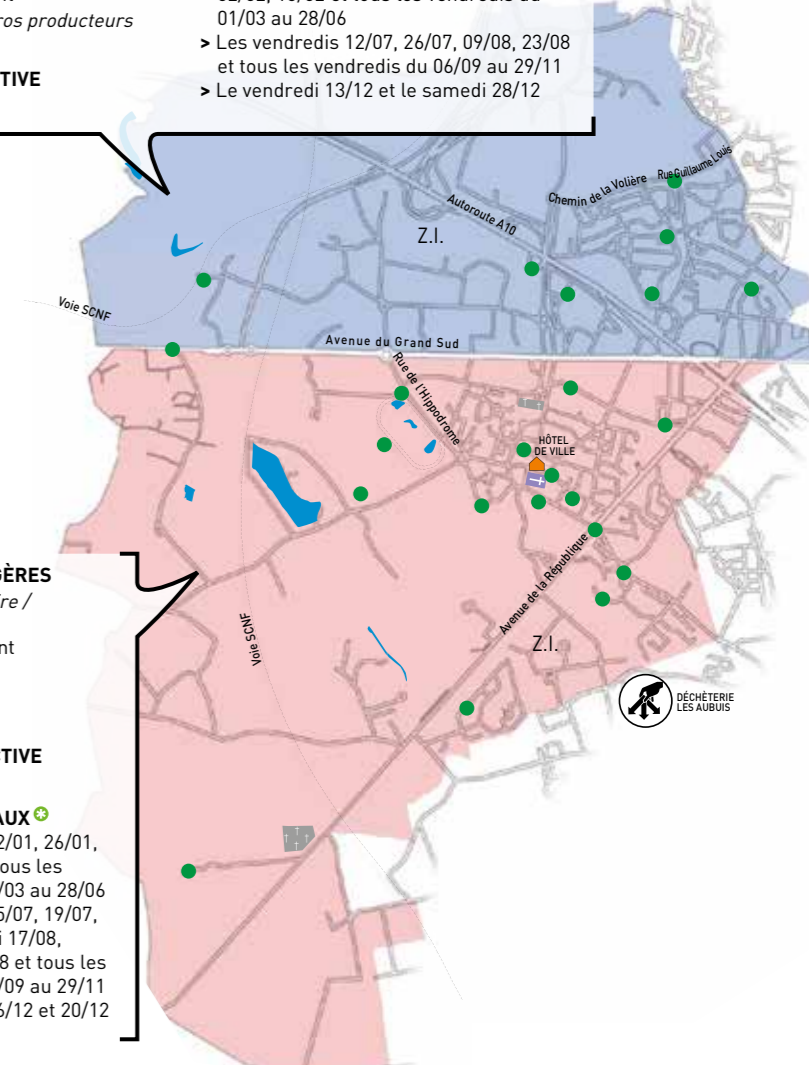 ros producteurs
TIVE
01/03 au 28/06
> Les vendredis 12/07, 26/07, 09/08, 23/08
et tous les vendredis du 06/09 au 29/11
> Le vendredi 13/12 et le samedi 28/12
Chemin de la Volière
Rue Guillaume Louis
Autoroute A10
Z.I.
Voie SCNF
Avenue du Grand Sud
Rue de l'Hippodrome
HÔTEL
DE VILLE
GÈRES
ire /
nt
Avenue de la République
Voie SCNF
Z.I.
DÉCHÈTERIE
LES AUBUIS
CTIVE
AUX
2/01, 26/01,
ous les
/03 au 28/06
5/07, 19/07,
i 17/08,
8 et tous les
/09 au 29/11
6/12 et 20/12